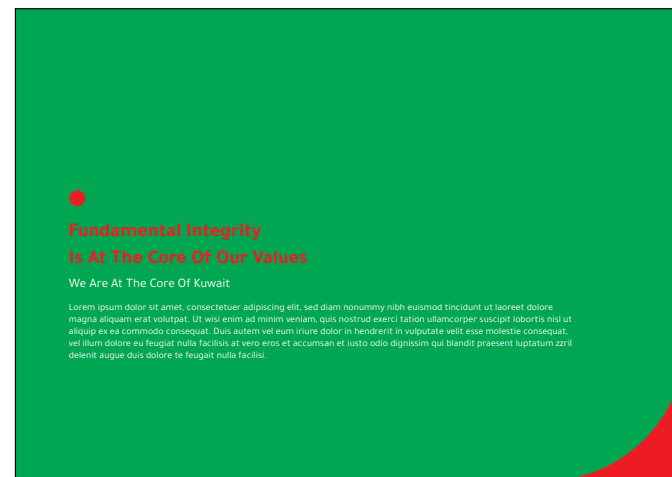 Fundamental Integrity
Is At The Core Of Our Values
We Are At The Core Of Kuwait
Lorem ipsum dolor sit amet, consectetuer adipiscing elit, sed diam nonummy nibh euismod tincidunt ut laoreet dolore
magna aliquam erat volutpat. Ut wisi enim ad minim veniam, quis nostrud exerci tation ullamcorper suscipit lobortis nisl ut
aliquip ex ea commodo consequat. Duis autem vel eum iriure dolor in hendrerit in vulputate velit esse molestie consequat,
vel illum dolore eu feugiat nulla facilisis at vero eros et accumsan et iusto odio dignissim qui blandit praesent luptatum zzril
delenit augue duis dolore te feugait nulla facilisi.